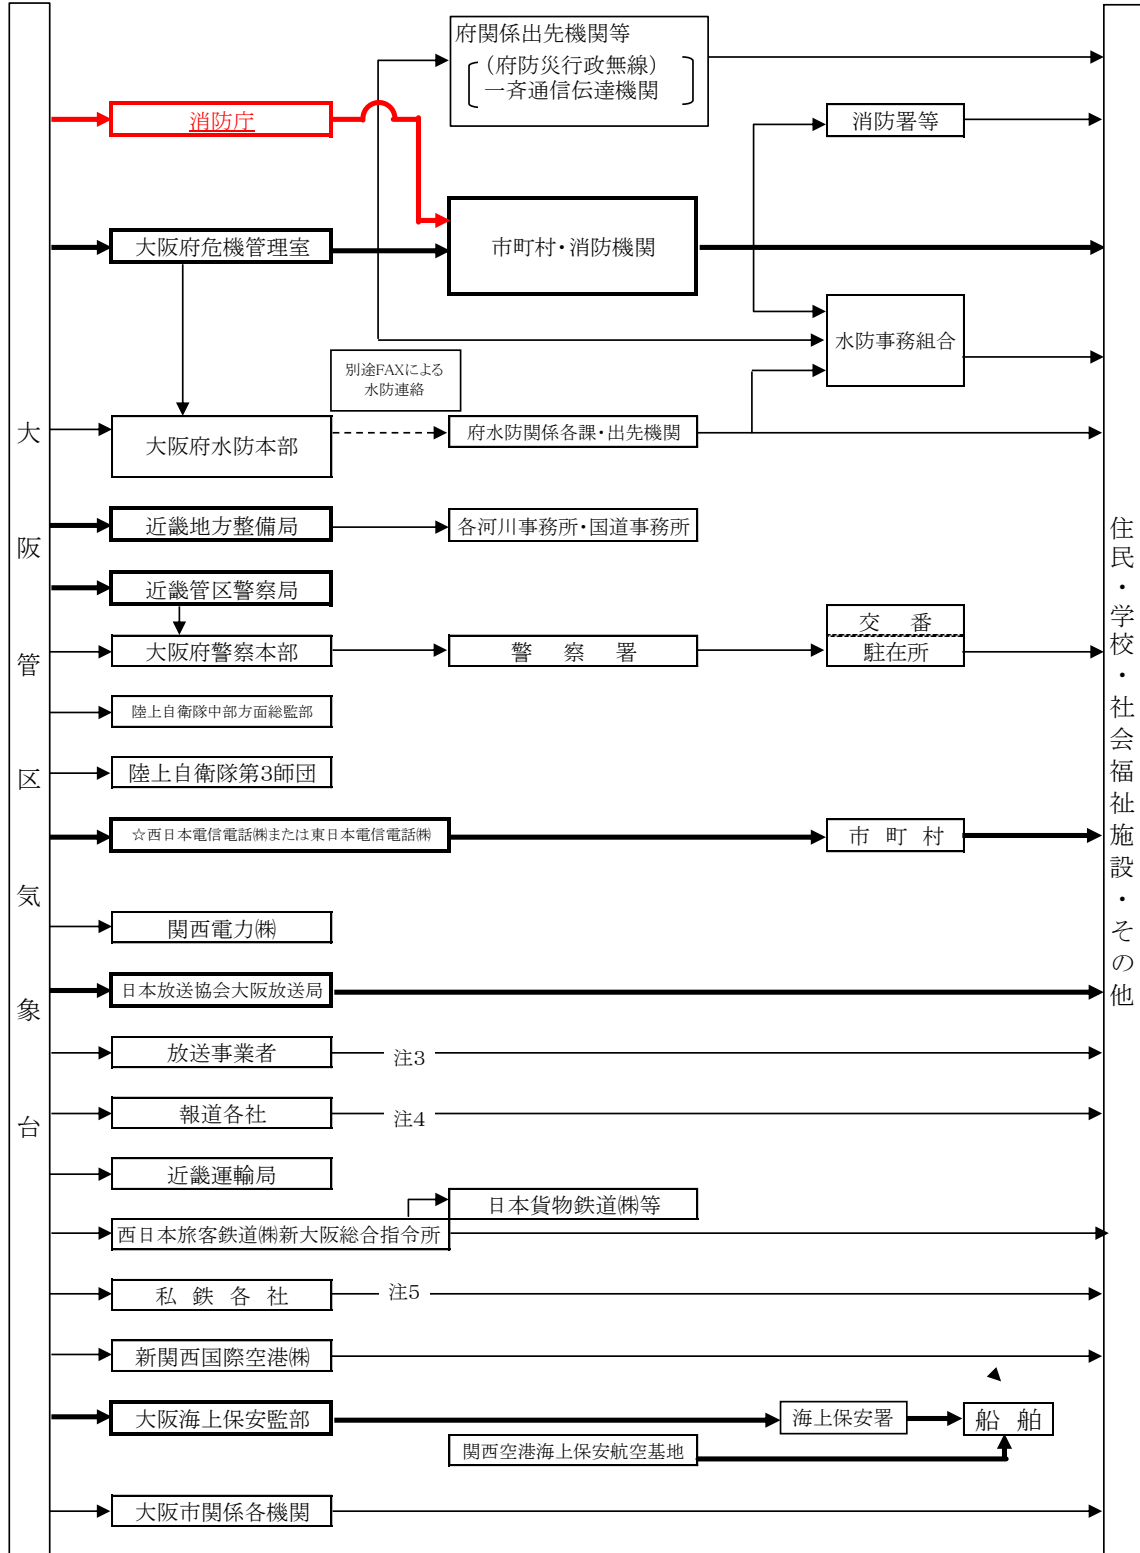 大阪管区気象台
府関係出先機関等
(府防災行政無線)
一斉通信伝達機関
消防庁
消防署等
大阪府危機管理室
市町村・消防機関
水防事務組合
別途FAXによる
水防連絡
大阪府水防本部
府水防関係各課・出先機関
近畿地方整備局
各河川事務所・国道事務所
近畿管区警察局
大阪府警察本部
警察署
交番
駐在所
陸上自衛隊中部方面総監部
陸上自衛隊第3師団
☆西日本電信電話㈱または東日本電信電話㈱
市町村
関西電力㈱
日本放送協会大阪放送局
放送事業者
注3
報道各社
注4
近畿運輸局
日本貨物鉄道㈱等
西日本旅客鉄道㈱新大阪総合指令所
私鉄各社
注5
新関西国際空港㈱
大阪海上保安監部
海上保安署
船舶
関西空港海上保安航空基地
大阪市関係各機関
住民・学校・社会福祉施設・その他